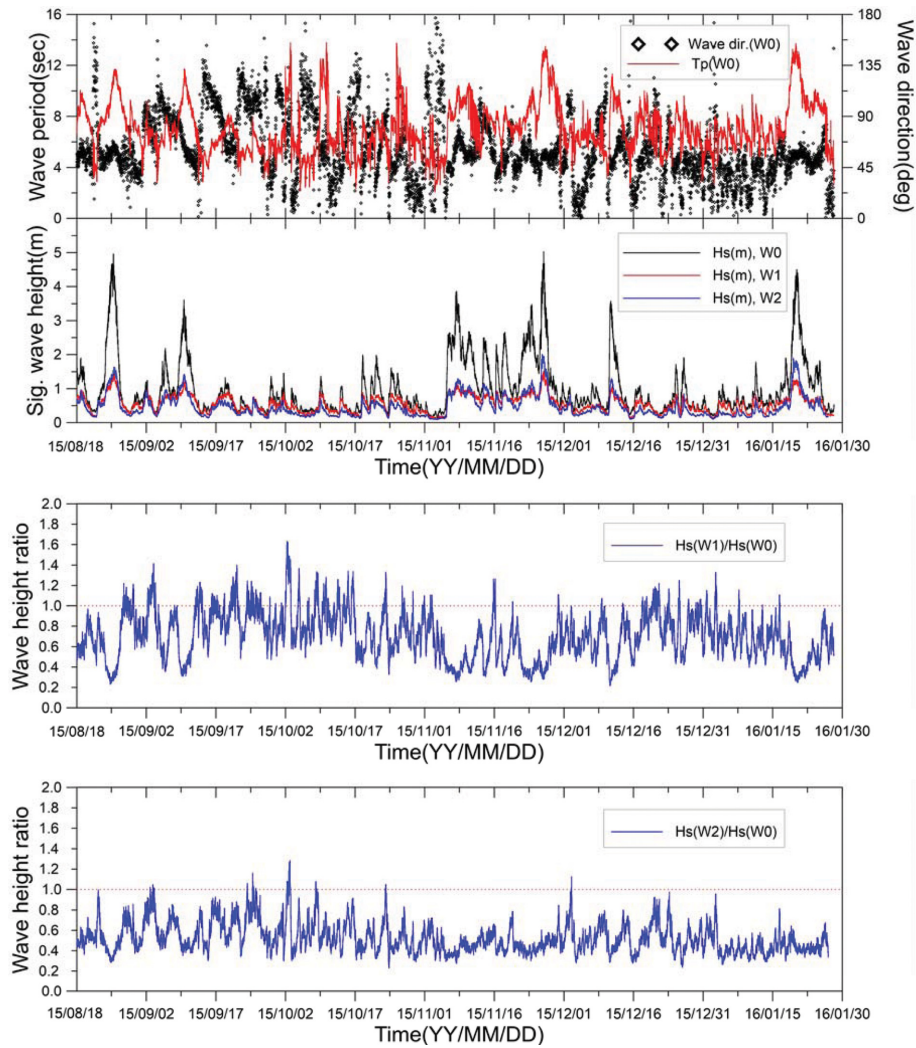 16
12
8
4
0
Wave period(sec)
180
135
90
45
0
Wave direction(deg)
Wave dir.(W0)
Tp(W0)
5
4
3
2
1
0
Sig. wave height(m)
Hs(m), W0
Hs(m), W1
Hs(m), W2
15/08/18 15/09/02 15/09/17 15/10/02 15/10/17 15/11/01 15/11/16 15/12/01 15/12/16 15/12/31 16/01/15 16/01/30
Time(YY/MM/DD)
2.0
1.8
1.6
1.4
1.2
1.0
0.8
0.6
0.4
0.2
0.0
Wave height ratio
Hs(W1)/Hs(W0)
15/08/18 15/09/02 15/09/17 15/10/02 15/10/17 15/11/01 15/11/16 15/12/01 15/12/16 15/12/31 16/01/15 16/01/30
Time(YY/MM/DD)
2.0
1.8
1.6
1.4
1.2
1.0
0.8
0.6
0.4
0.2
0.0
Wave height ratio
Hs(W2)/Hs(W0)
15/08/18 15/09/02 15/09/17 15/10/02 15/10/17 15/11/01 15/11/16 15/12/01 15/12/16 15/12/31 16/01/15 16/01/30
Time(YY/MM/DD)